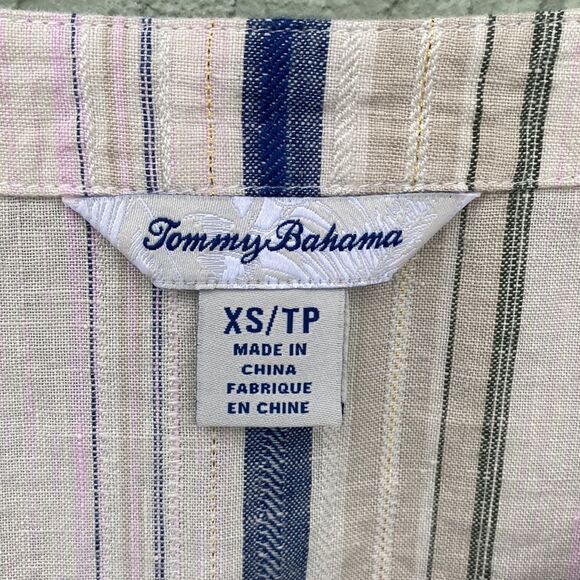 Tommy Bahama
XS/TP
MADE IN
CHINA
FABRIQUE
EN CHINE